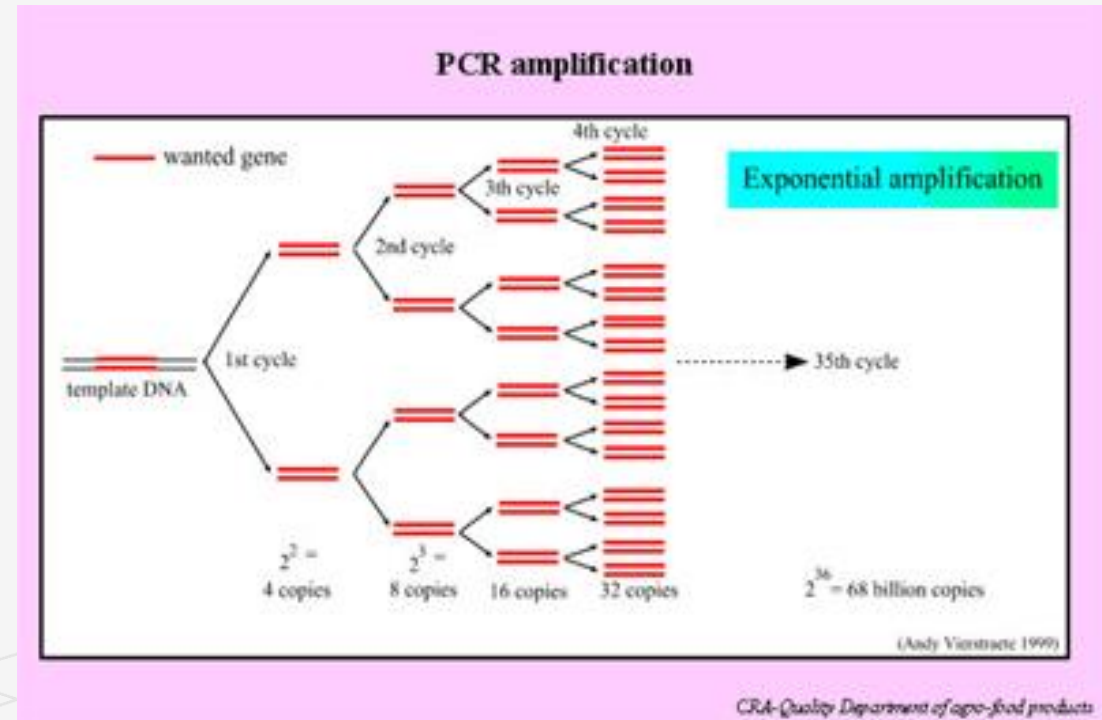 PCR amplification
4th cycle
wanted gene
Exponential amplification
3th cycle
2nd cycle
1st cycle
35th cycle
template DNA
2² =
4 copies
2³ =
8 copies
16 copies
32 copies
2³⁶ = 68 billion copies
(Andy Vierstraete 1999)
CRA-Quality Department of agro-food products